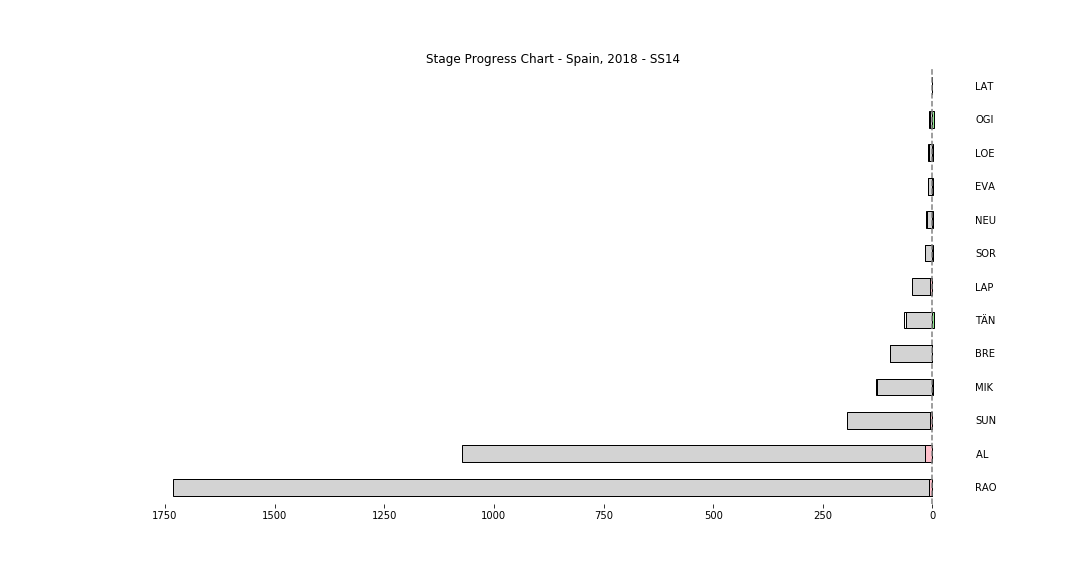 Stage Progress Chart - Spain, 2018 - SS14
LAT
OGI
LOE
EVA
NEU
SOR
LAP
TÄN
BRE
MIK
SUN
AL
RAO
1750 1500 1250 1000 750 500 250 0